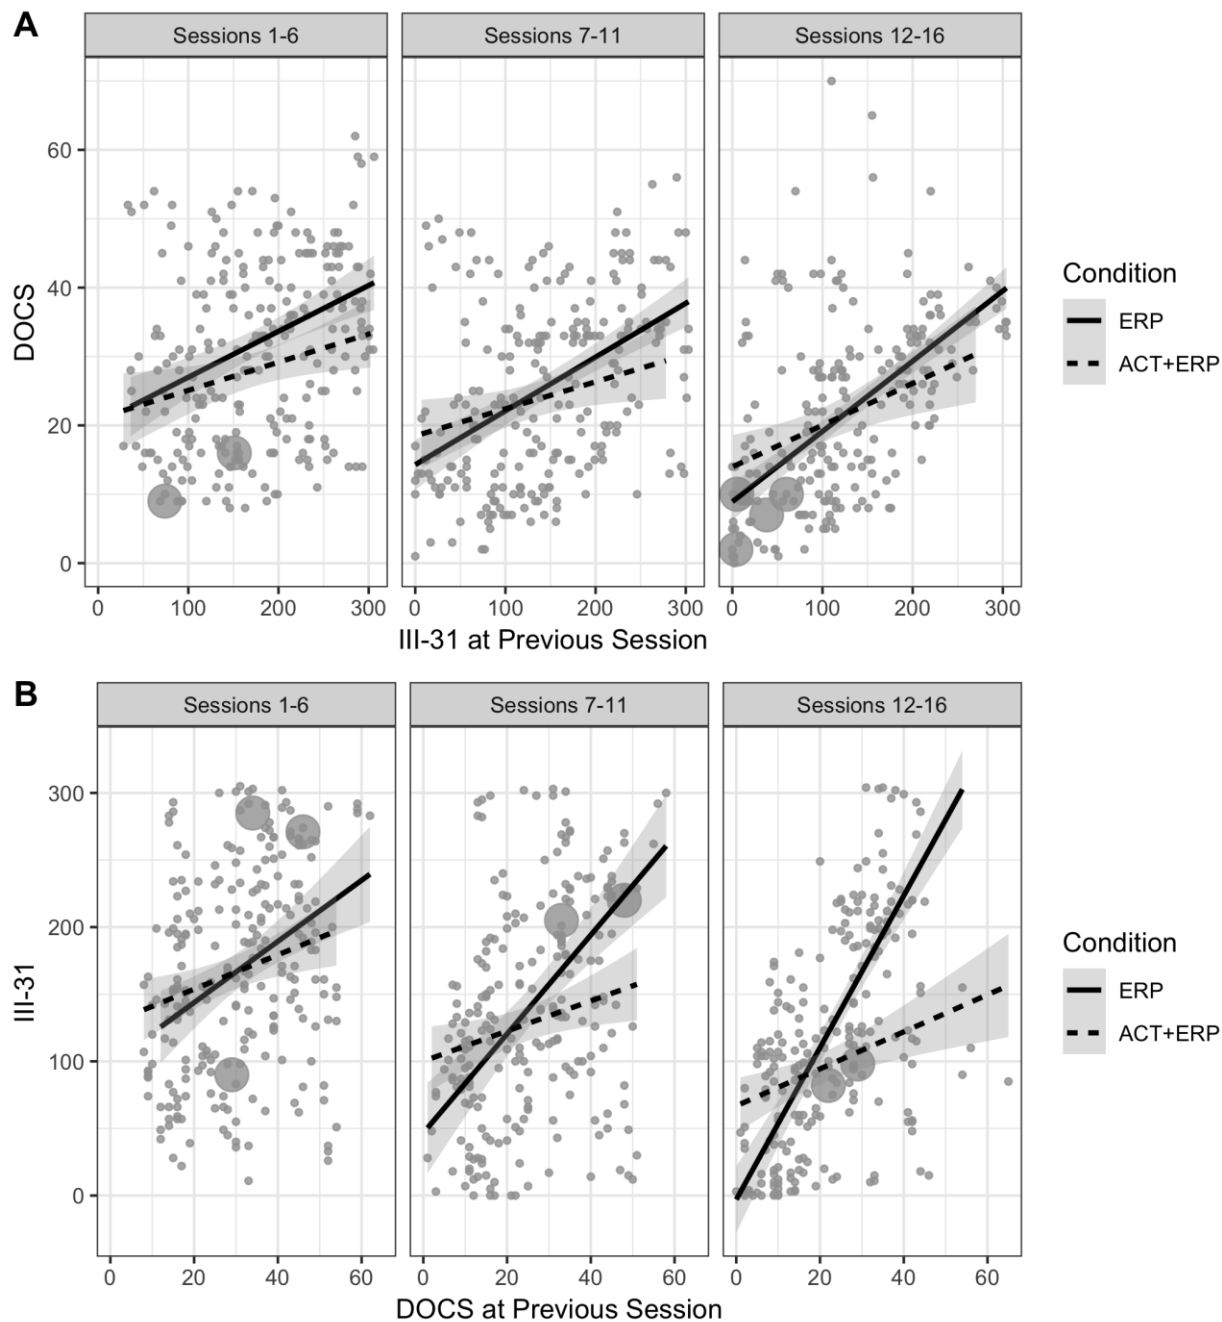 A
Sessions 1-6
Sessions 7-11
Sessions 12-16
DOCS
60
40
20
0
0 100 200 300
0 100 200 300
0 100 200 300
III-31 at Previous Session
Condition
ERP
ACT+ERP
B
Sessions 1-6
Sessions 7-11
Sessions 12-16
III-31
300
200
100
0
0 20 40 60
0 20 40 60
0 20 40 60
DOCS at Previous Session
Condition
ERP
ACT+ERP